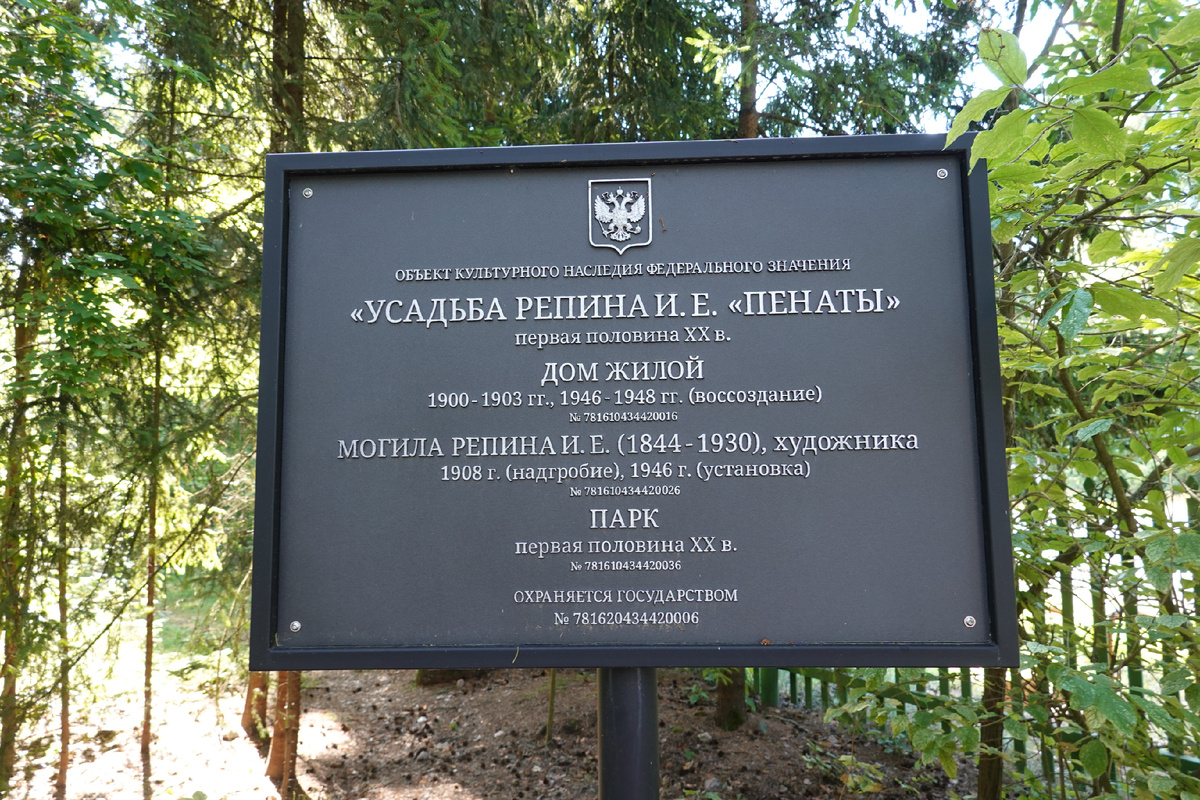 ОБЪЕКТ КУЛЬТУРНОГО НАСЛЕДИЯ ФЕДЕРАЛЬНОГО ЗНАЧЕНИЯ
«УСАДЬБА РЕПИНА И. Е. «ПЕНАТЫ»
первая половина XX в.
ДОМ ЖИЛОЙ
1900 - 1903 гг., 1946 - 1948 гг. (воссоздание)
№ 781610434420016
МОГИЛА РЕПИНА И. Е. (1844 - 1930), художника
1908 г. (надгробие), 1946 г. (установка)
№ 781610434420026
ПАРК
первая половина XX в.
№ 781610434420036
ОХРАНЯЕТСЯ ГОСУДАРСТВОМ
№ 781620434420006